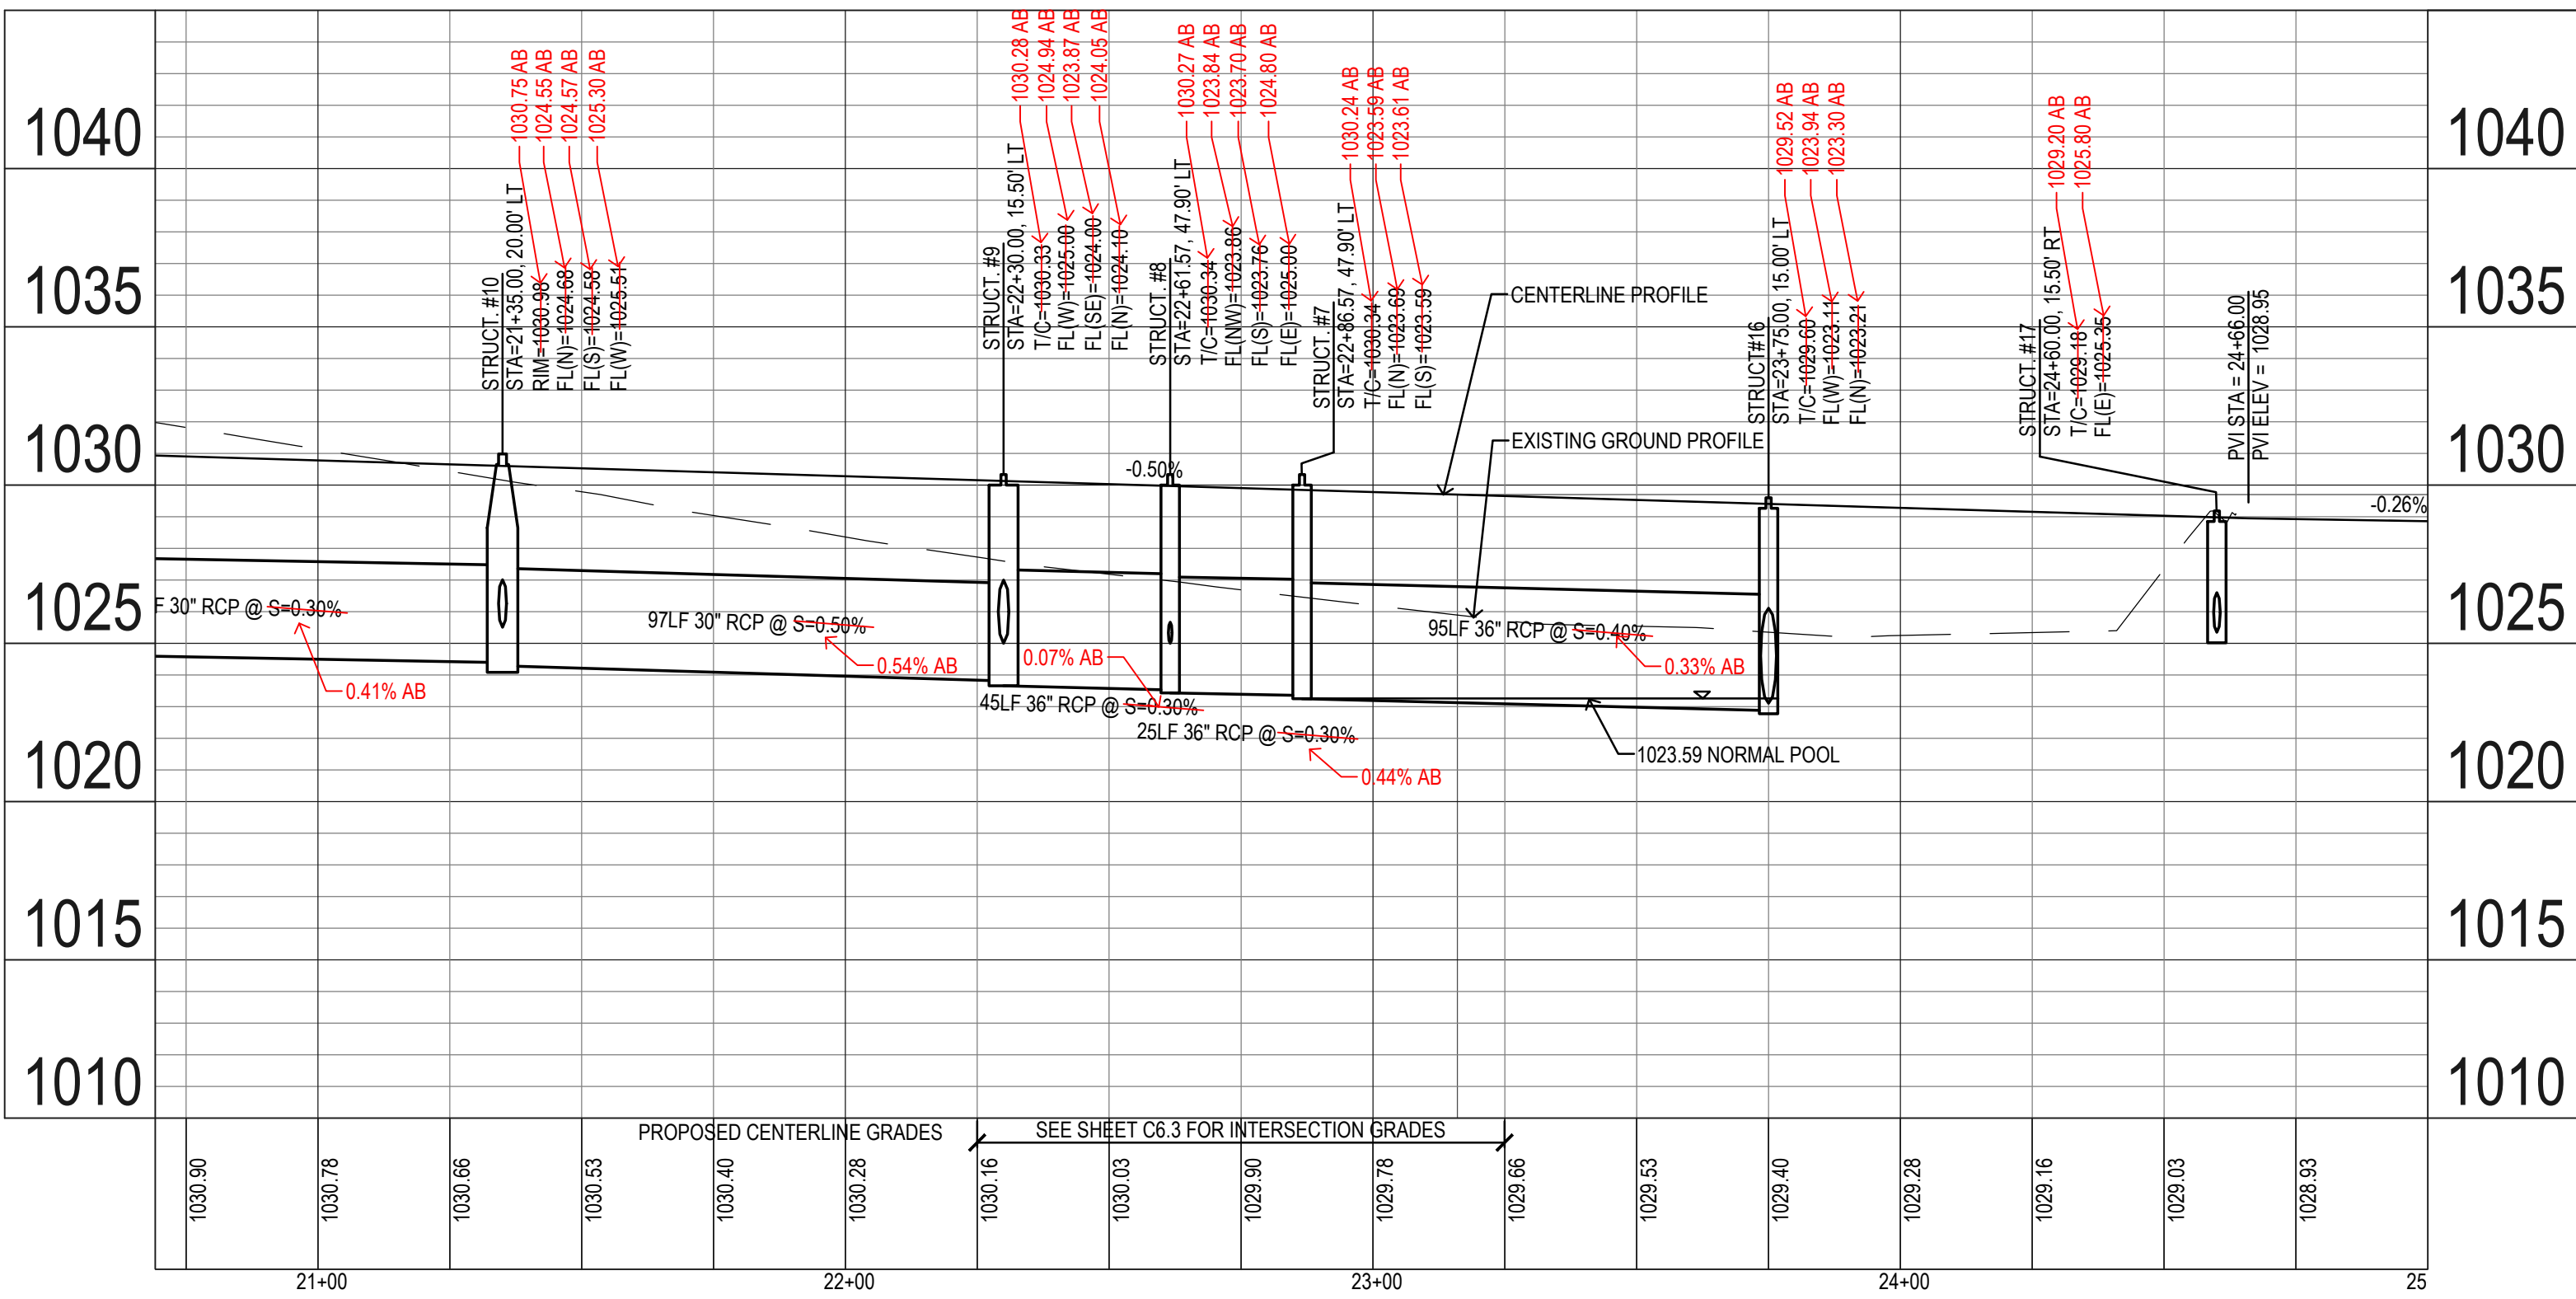 1040
1035
1030
1025
1020
1015
1010
1030.75 AB
1024.55 AB
1024.57 AB
1025.30 AB
STRUCT. #10
STA=21+35.00, 20.00' LT
RIM=1030.98
FL(N)=1024.68
FL(S)=1024.58
FL(W)=1025.51
1030.28 AB
1024.94 AB
1023.87 AB
1024.05 AB
STRUCT. #9
STA=22+30.00, 15.50' LT
T/C=1030.33
FL(W)=1025.00
FL(SE)=1024.00
FL(N)=1024.10
1030.27 AB
1023.84 AB
1023.70 AB
1024.80 AB
STRUCT. #8
STA=22+61.57, 47.90' LT
T/C=1030.34
FL(NW)=1023.86
FL(S)=1023.76
FL(E)=1025.00
1030.24 AB
1023.59 AB
1023.61 AB
STRUCT. #7
STA=22+86.57, 47.90' LT
T/C=1030.34
FL(N)=1023.69
FL(S)=1023.59
1029.52 AB
1023.94 AB
1023.30 AB
STRUCT#16
STA=23+75.00, 15.00' LT
T/C=1029.60
FL(W)=1023.11
FL(N)=1023.21
1029.20 AB
1025.80 AB
STRUCT. #17
STA=24+60.00, 15.50' RT
T/C=1029.18
FL(E)=1025.35
PVI STA = 24+66.00
PVI ELEV = 1028.95
CENTERLINE PROFILE
EXISTING GROUND PROFILE
-0.50%
-0.26%
F 30" RCP @ S=0.30%
0.41% AB
97LF 30" RCP @ S=0.50%
0.54% AB
0.07% AB
45LF 36" RCP @ S=0.30%
25LF 36" RCP @ S=0.30%
0.44% AB
95LF 36" RCP @ S=0.40%
0.33% AB
1023.59 NORMAL POOL
1040
1035
1030
1025
1020
1015
1010
PROPOSED CENTERLINE GRADES
SEE SHEET C6.3 FOR INTERSECTION GRADES
1030.90
1030.78
1030.66
1030.53
1030.40
1030.28
1030.16
1030.03
1029.90
1029.78
1029.66
1029.53
1029.40
1029.28
1029.16
1029.03
1028.93
21+00
22+00
23+00
24+00
25